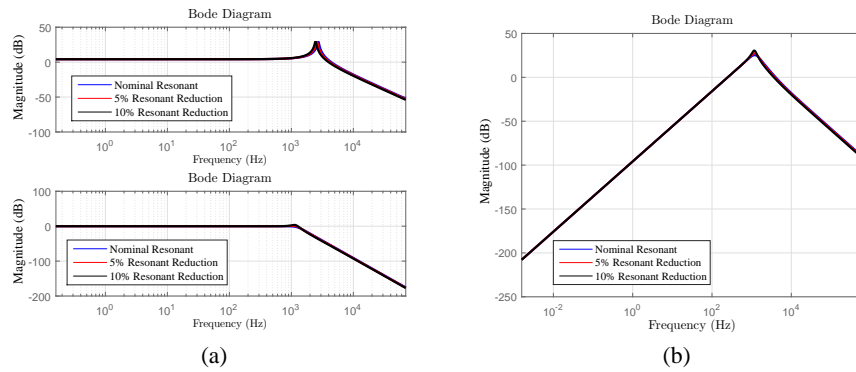 Bode Diagram
50
0
-50
-100
Magnitude (dB)
Nominal Resonant
5% Resonant Reduction
10% Resonant Reduction
10^0
10^1
10^2
10^3
10^4
Frequency (Hz)
Bode Diagram
100
0
-100
-200
Magnitude (dB)
Nominal Resonant
5% Resonant Reduction
10% Resonant Reduction
10^0
10^1
10^2
10^3
10^4
Frequency (Hz)
(a)
Bode Diagram
50
0
-50
-100
-150
-200
-250
Magnitude (dB)
Nominal Resonant
5% Resonant Reduction
10% Resonant Reduction
10^-2
10^0
10^2
10^4
Frequency (Hz)
(b)